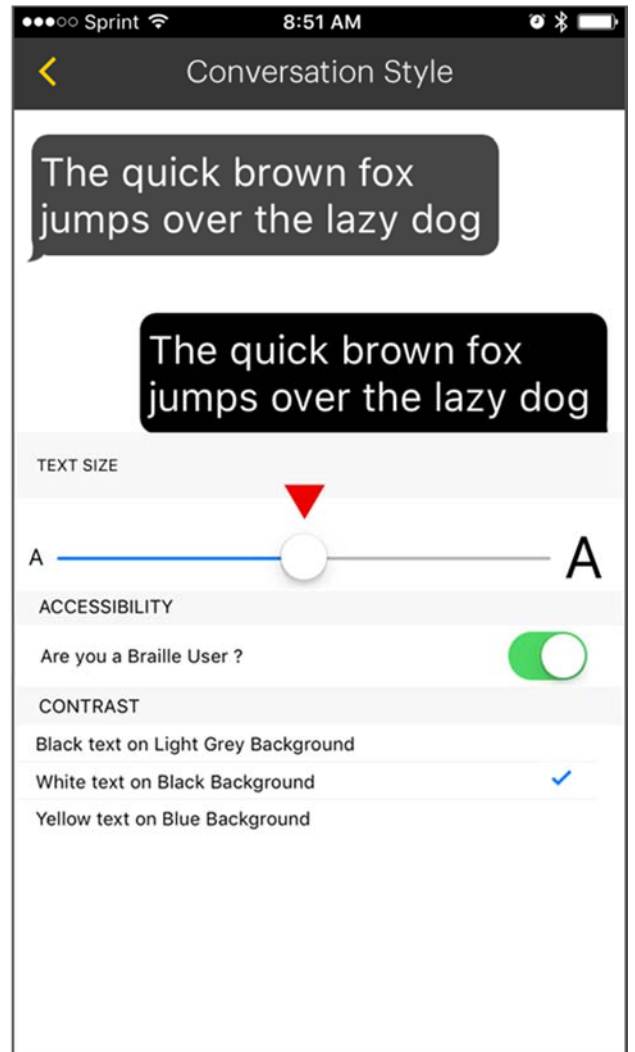 Sprint 8:51 AM
Conversation Style
The quick brown fox
jumps over the lazy dog
The quick brown fox
jumps over the lazy dog
TEXT SIZE
A A
ACCESSIBILITY
Are you a Braille User ?
CONTRAST
Black text on Light Grey Background
White text on Black Background
Yellow text on Blue Background